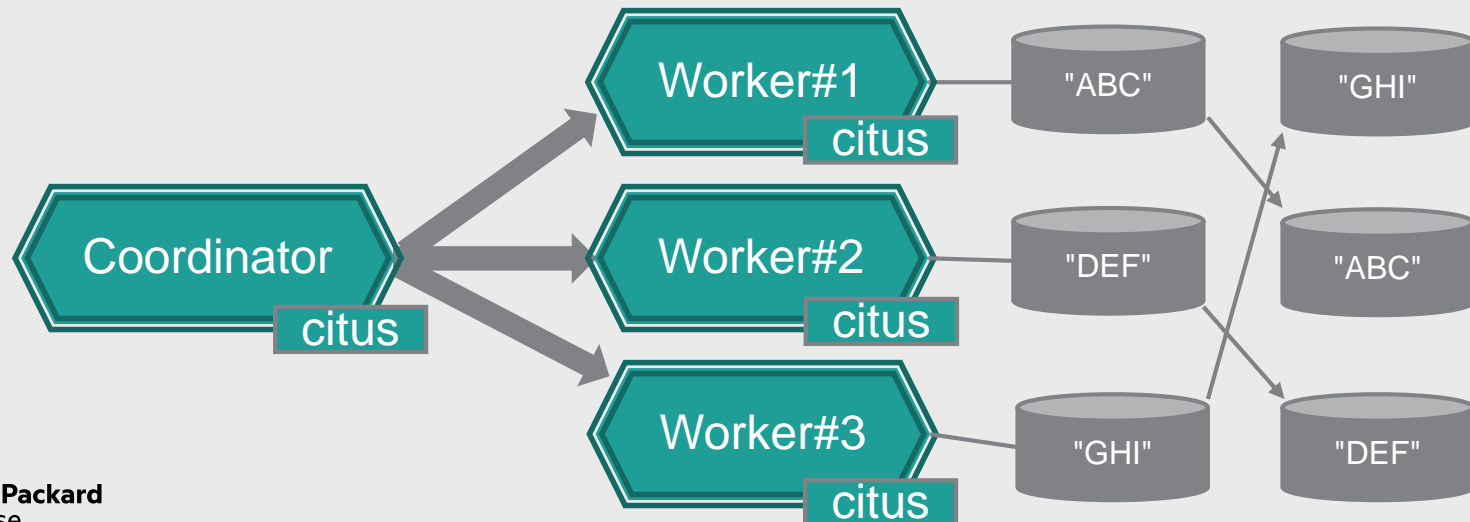 Worker#1
citus
"ABC"
"GHI"
Coordinator
citus
Worker#2
citus
"DEF"
"ABC"
Worker#3
citus
"GHI"
"DEF"
Packard